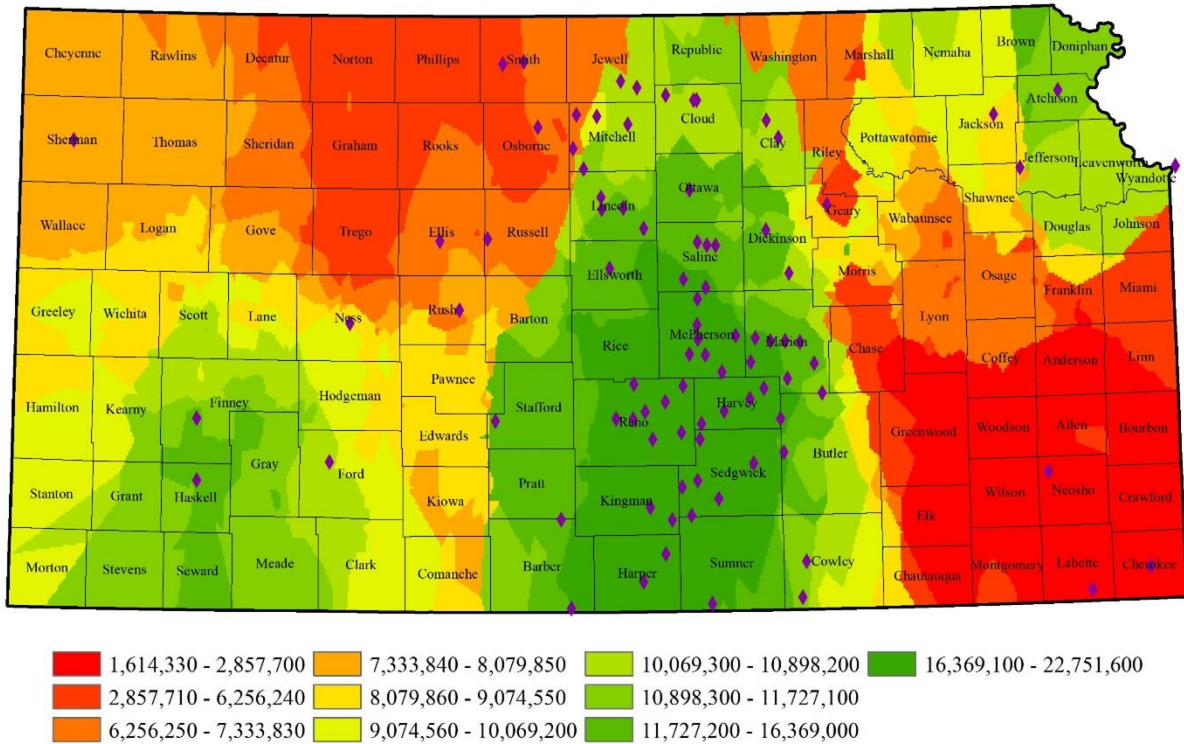 Cheyenne Rawlins Decatur Norton Phillips Smith Jewell Republic Washington Marshall Nemaha Brown Doniphan
Atchison
Sherman Thomas Sheridan Graham Rooks Osborne Mitchell Cloud Clay Riley Pottawatomie Jackson
Jefferson Leavenworth
Wyandotte
Ottawa
Lincoln Geary Wabaunsee Shawnee
Wallace Logan Gove Trego Ellis Russell Dickinson Douglas Johnson
Saline
Ellsworth Morris Osage Franklin Miami
Greeley Wichita Scott Lane Ness Rush Barton Lyon
Rice McPherson Marion Chase Coffey Anderson Linn
Pawnee
Hamilton Kearny Finney Hodgeman Stafford Reno Harvey
Edwards Greenwood Woodson Allen Bourbon
Gray Ford Sedgwick Butler
Stanton Grant Haskell Kiowa Pratt Kingman Wilson Neosho Crawford
Elk
Morton Stevens Seward Meade Clark Comanche Barber Harper Sumner Cowley Chautauqua Montgomery Labette Cherokee
1,614,330 - 2,857,700 7,333,840 - 8,079,850 10,069,300 - 10,898,200 16,369,100 - 22,751,600
2,857,710 - 6,256,240 8,079,860 - 9,074,550 10,898,300 - 11,727,100
6,256,250 - 7,333,830 9,074,560 - 10,069,200 11,727,200 - 16,369,000